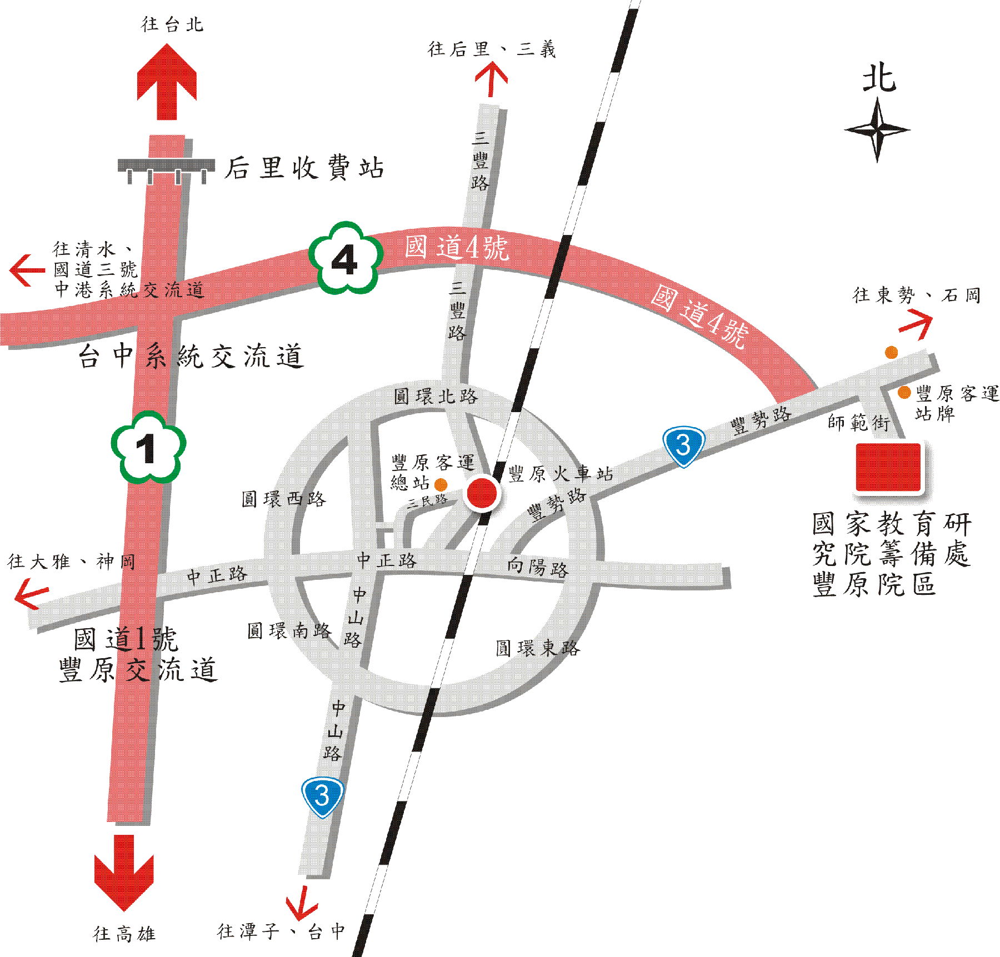 往台北
往后里、三義
北
三豐路
后里收費站
往清水、
國道三號
中港系統交流道
4
國道4號
國道4號
三豐路
往東勢、石岡
台中系統交流道
圓環北路
豐原客運
站牌
豐勢路
師範街
1
3
豐原客運
總站
豐原火車站
三民路
豐勢路
圓環西路
國家教育研
究院籌備處
豐原院區
往大雅、神岡
中正路
中正路
向陽路
中山路
圓環南路
圓環東路
國道1號
豐原交流道
中山路
3
往高雄
往潭子、台中